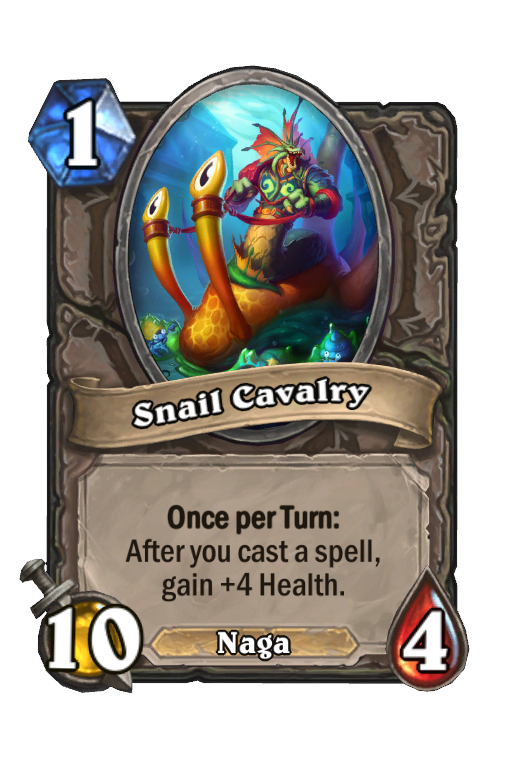 1
Snail Cavalry
Once per Turn:
After you cast a spell,
gain +4 Health.
10
Naga
4